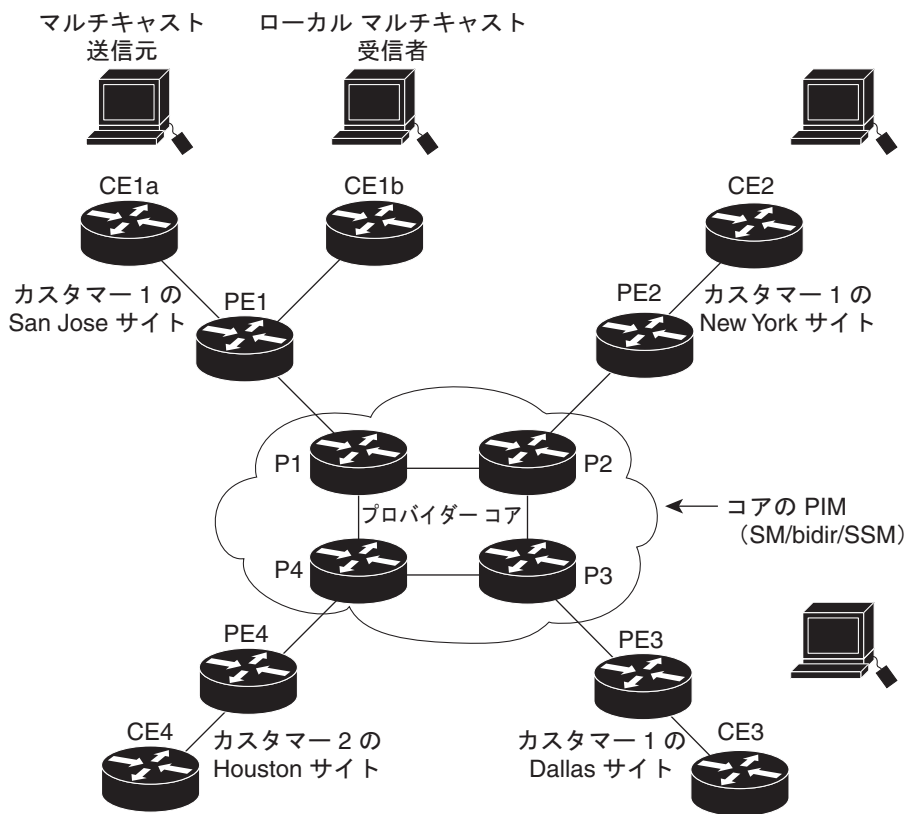 マルチキャスト
送信元
ローカル マルチキャスト
受信者
CE1a
CE1b
CE2
カスタマー 1 の
San Jose サイト
PE1
PE2
カスタマー 1 の
New York サイト
P1
P2
プロバイダー コア
コアの PIM
（SM/bidir/SSM）
P4
P3
PE4
PE3
CE4
カスタマー 2 の
Houston サイト
カスタマー 1 の
Dallas サイト
CE3